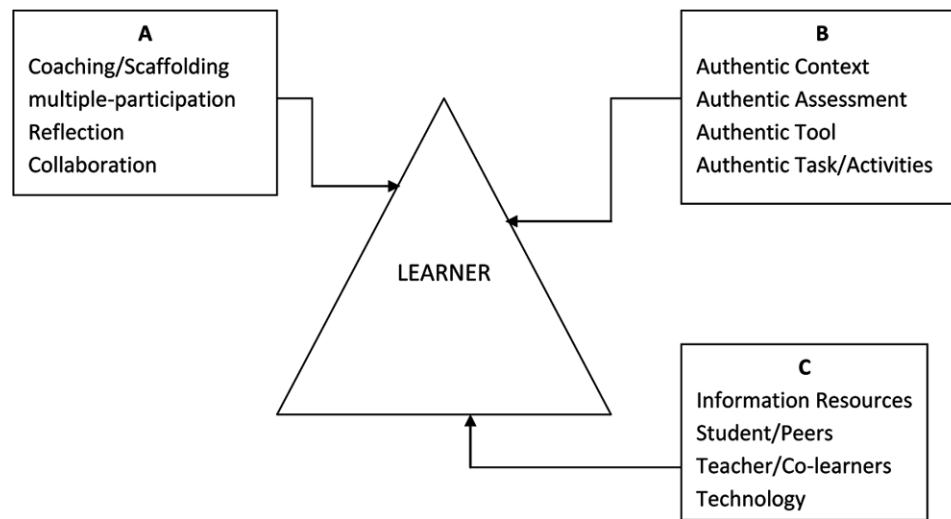 A
Coaching/Scaffolding
multiple-participation
Reflection
Collaboration
B
Authentic Context
Authentic Assessment
Authentic Tool
Authentic Task/Activities
LEARNER
C
Information Resources
Student/Peers
Teacher/Co-learners
Technology